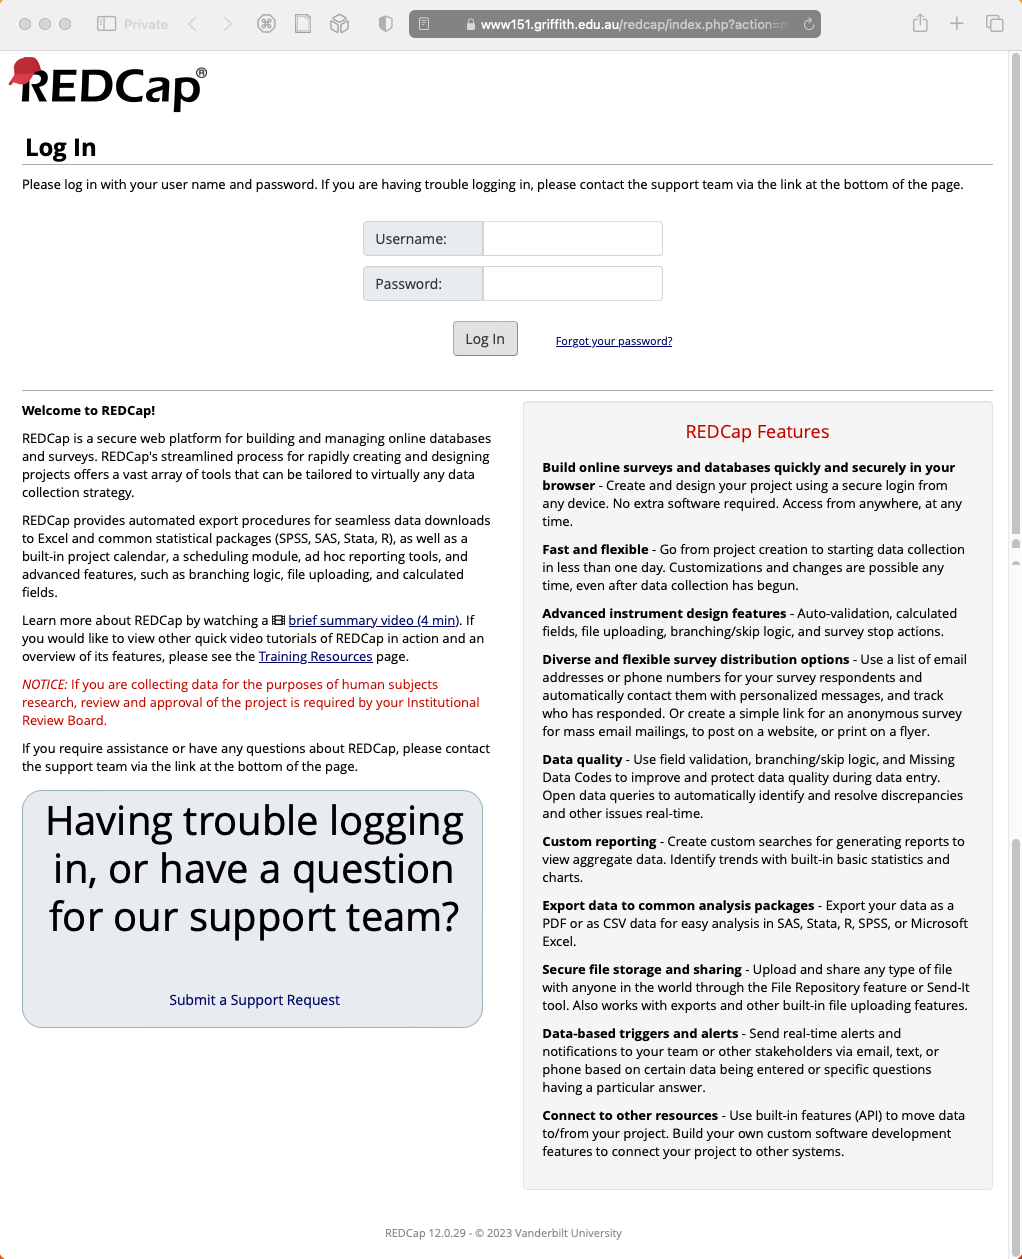 Private
www151.griffith.edu.au/redcap/index.php?action=m
REDCap®
Log In
Please log in with your user name and password. If you are having trouble logging in, please contact the support team via the link at the bottom of the page.
Username:
Password:
Log In
Forgot your password?
Welcome to REDCap!
REDCap is a secure web platform for building and managing online databases
and surveys. REDCap's streamlined process for rapidly creating and designing
projects offers a vast array of tools that can be tailored to virtually any data
collection strategy.
REDCap provides automated export procedures for seamless data downloads
to Excel and common statistical packages (SPSS, SAS, Stata, R), as well as a
built-in project calendar, a scheduling module, ad hoc reporting tools, and
advanced features, such as branching logic, file uploading, and calculated
fields.
Learn more about REDCap by watching a brief summary video (4 min). If
you would like to view other quick video tutorials of REDCap in action and an
overview of its features, please see the Training Resources page.
NOTICE: If you are collecting data for the purposes of human subjects
research, review and approval of the project is required by your Institutional
Review Board.
If you require assistance or have any questions about REDCap, please contact
the support team via the link at the bottom of the page.
Having trouble logging
in, or have a question
for our support team?
Submit a Support Request
REDCap Features
Build online surveys and databases quickly and securely in your
browser - Create and design your project using a secure login from
any device. No extra software required. Access from anywhere, at any
time.
Fast and flexible - Go from project creation to starting data collection
in less than one day. Customizations and changes are possible any
time, even after data collection has begun.
Advanced instrument design features - Auto-validation, calculated
fields, file uploading, branching/skip logic, and survey stop actions.
Diverse and flexible survey distribution options - Use a list of email
addresses or phone numbers for your survey respondents and
automatically contact them with personalized messages, and track
who has responded. Or create a simple link for an anonymous survey
for mass email mailings, to post on a website, or print on a flyer.
Data quality - Use field validation, branching/skip logic, and Missing
Data Codes to improve and protect data quality during data entry.
Open data queries to automatically identify and resolve discrepancies
and other issues real-time.
Custom reporting - Create custom searches for generating reports to
view aggregate data. Identify trends with built-in basic statistics and
charts.
Export data to common analysis packages - Export your data as a
PDF or as CSV data for easy analysis in SAS, Stata, R, SPSS, or Microsoft
Excel.
Secure file storage and sharing - Upload and share any type of file
with anyone in the world through the File Repository feature or Send-It
tool. Also works with exports and other built-in file uploading features.
Data-based triggers and alerts - Send real-time alerts and
notifications to your team or other stakeholders via email, text, or
phone based on certain data being entered or specific questions
having a particular answer.
Connect to other resources - Use built-in features (API) to move data
to/from your project. Build your own custom software development
features to connect your project to other systems.
REDCap 12.0.29 - © 2023 Vanderbilt University